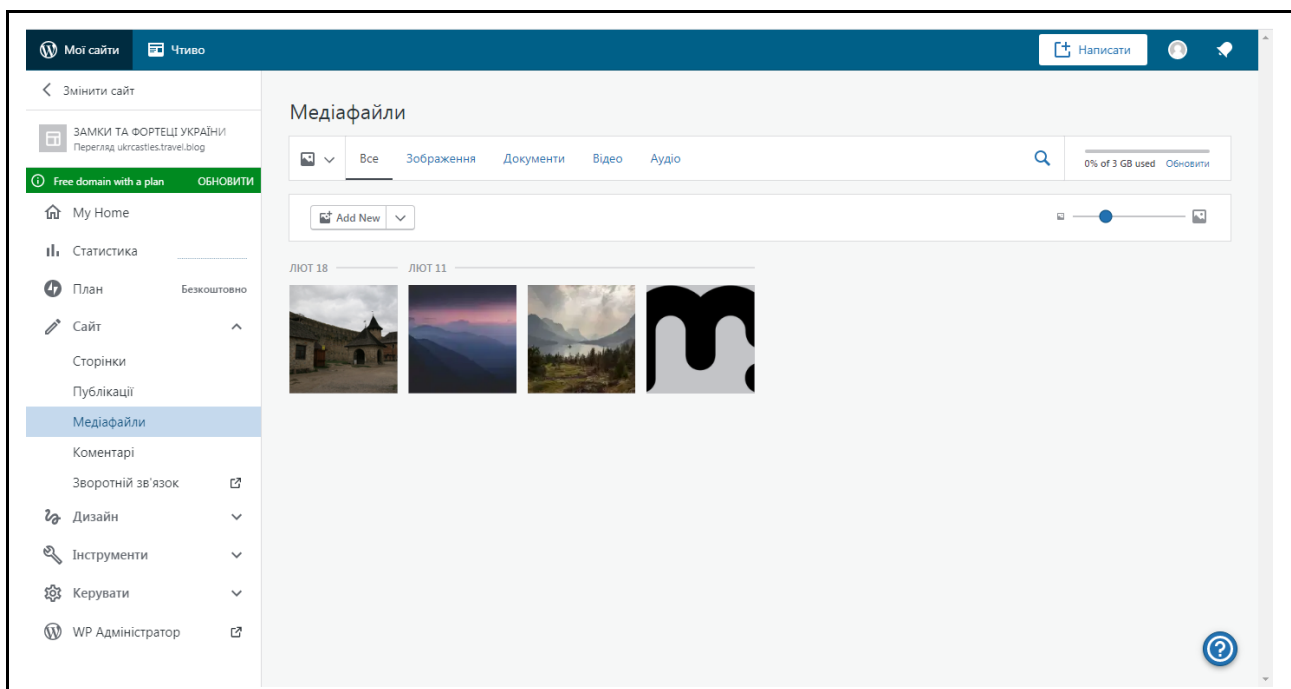 Мої сайти
Чтиво
Написати
Змінити сайт
ЗАМКИ ТА ФОРТЕЦІ УКРАЇНИ
Перегляд ukrcastles.travel.blog
Free domain with a plan ОБНОВИТИ
My Home
Статистика
План Безкоштовно
Сайт
Сторінки
Публікації
Медіафайли
Коментарі
Зворотній зв'язок
Дизайн
Інструменти
Керувати
WP Адміністратор
Медіафайли
Все Зображення Документи Відео Аудіо
0% of 3 GB used Обновити
Add New
ЛЮТ 18 ЛЮТ 11